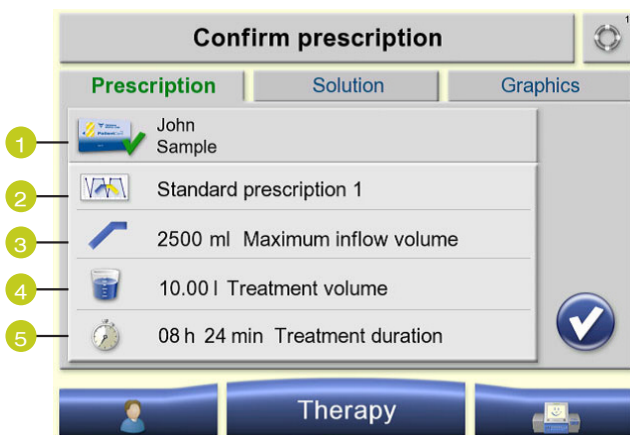 Confirm prescription
1
Prescription
Solution
Graphics
1
John
Sample
2
Standard prescription 1
3
2500 ml Maximum inflow volume
4
10.00 l Treatment volume
5
08 h 24 min Treatment duration
Therapy